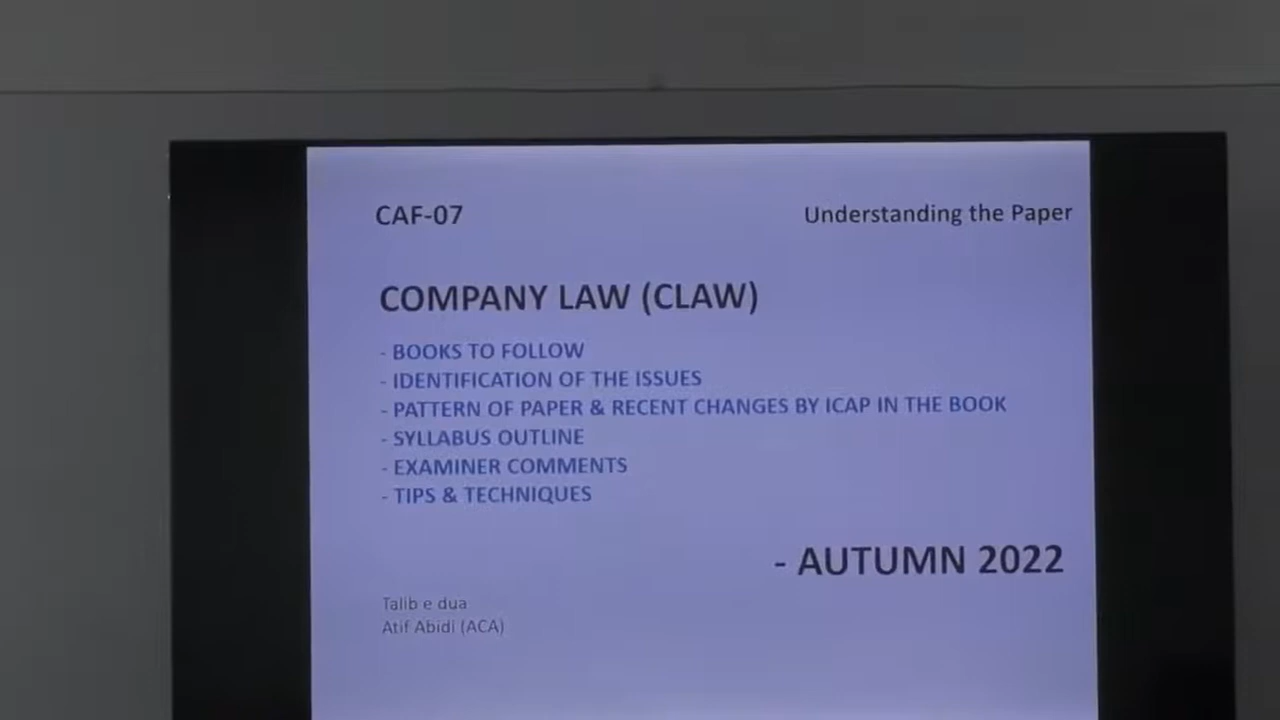 CAF-07
Understanding the Paper
COMPANY LAW (CLAW)
- BOOKS TO FOLLOW
- IDENTIFICATION OF THE ISSUES
- PATTERN OF PAPER & RECENT CHANGES BY ICAP IN THE BOOK
- SYLLABUS OUTLINE
- EXAMINER COMMENTS
- TIPS & TECHNIQUES
- AUTUMN 2022
Talib e dua
Atif Abidi (ACA)